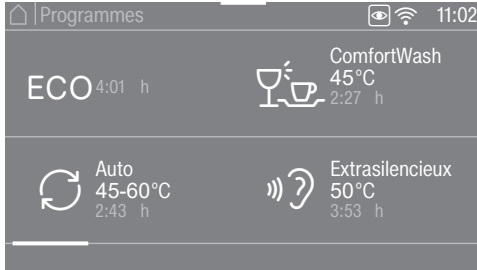 Programmes 11:02
ECO 4:01 h
ComfortWash
45°C
2:27 h
Auto
45-60°C
2:43 h
Extrasilencieux
50°C
3:53 h